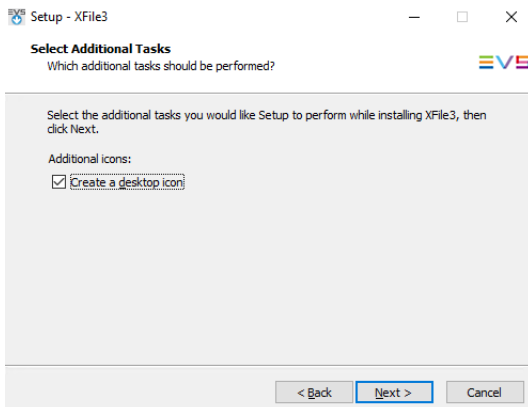 EVS Setup - XFile3
Select Additional Tasks
Which additional tasks should be performed?
EVS
Select the additional tasks you would like Setup to perform while installing XFile3, then
click Next.
Additional icons:
Create a desktop icon
< Back
Next >
Cancel